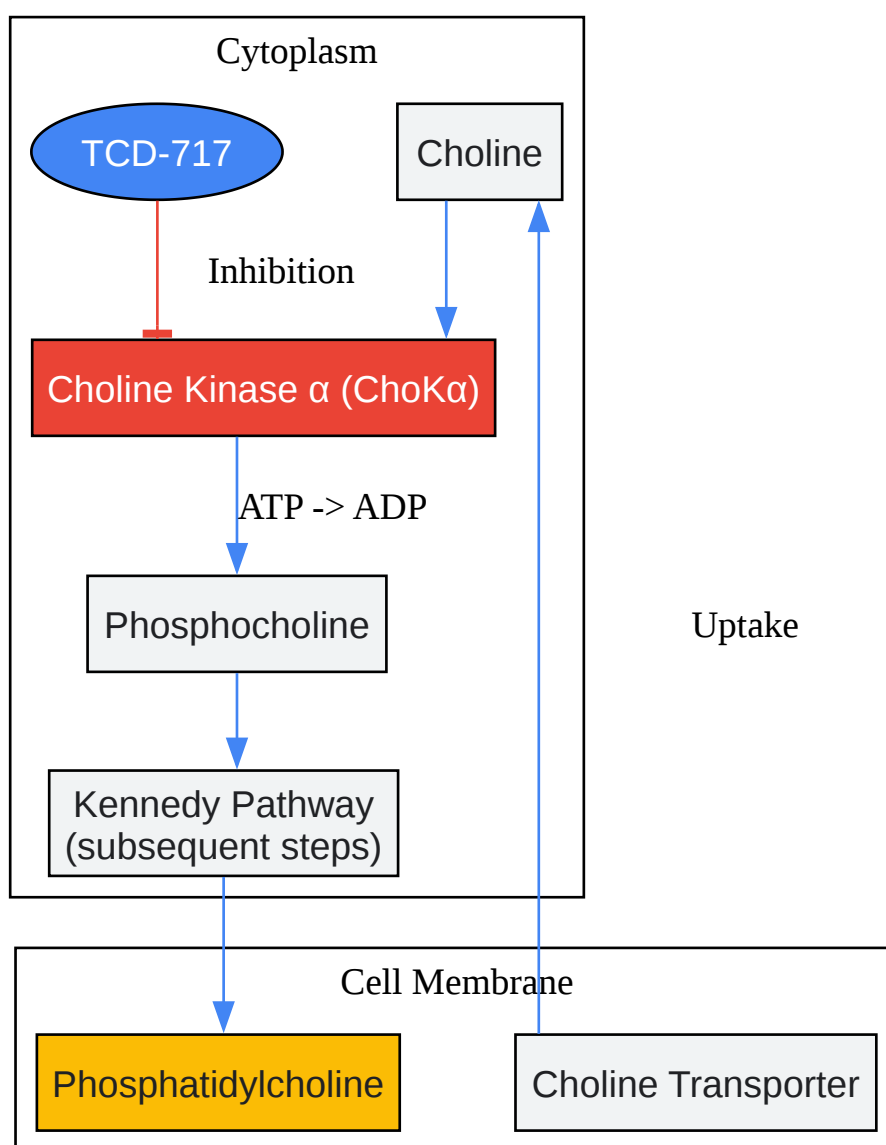 Cytoplasm
TCD-717
Choline
Inhibition
Choline Kinase α (ChoKα)
ATP -> ADP
Phosphocholine
Uptake
Kennedy Pathway
(subsequent steps)
Cell Membrane
Phosphatidylcholine
Choline Transporter